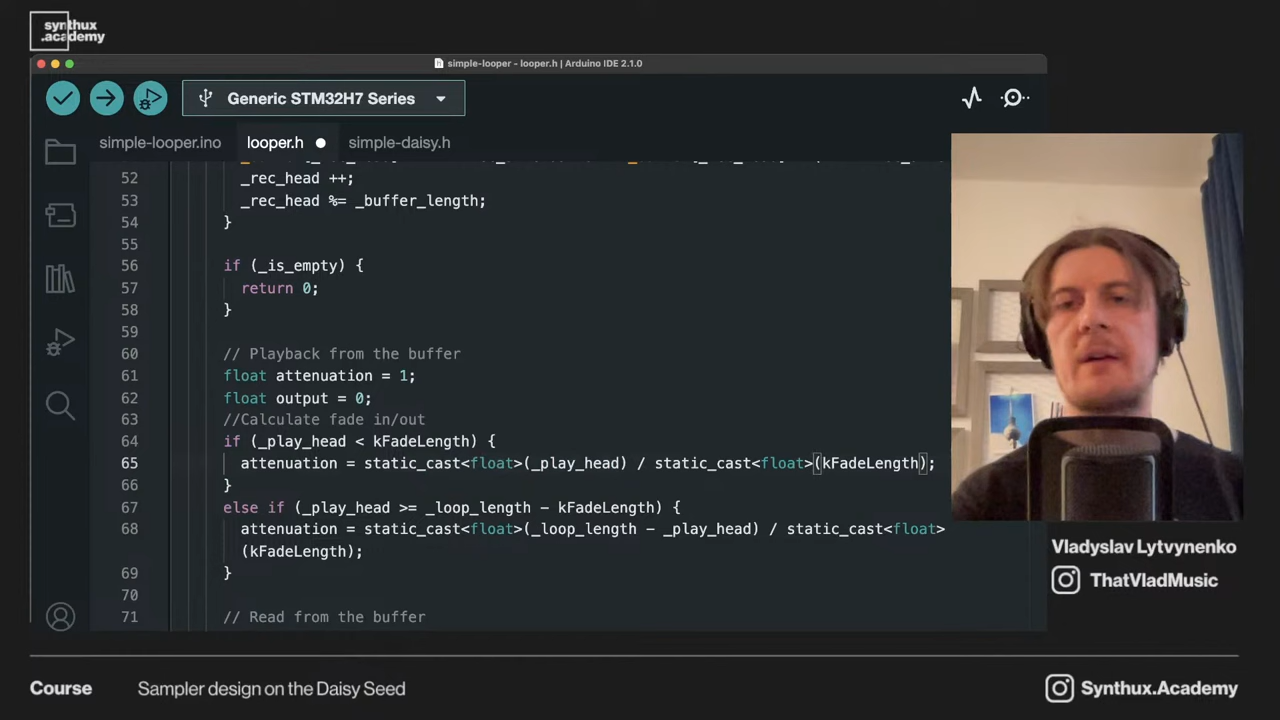 synthux
.academy
simple-looper - looper.h | Arduino IDE 2.1.0
Generic STM32H7 Series
simple-looper.ino looper.h simple-daisy.h
52 _rec_head ++;
53 _rec_head %= _buffer_length;
54 }
55
56 if (_is_empty) {
57 return 0;
58 }
59
60 // Playback from the buffer
61 float attenuation = 1;
62 float output = 0;
63 //Calculate fade in/out
64 if (_play_head < kFadeLength) {
65 attenuation = static_cast<float>(_play_head) / static_cast<float>(kFadeLength);
66 }
67 else if (_play_head >= _loop_length - kFadeLength) {
68 attenuation = static_cast<float>(_loop_length - _play_head) / static_cast<float>
(kFadeLength);
69 }
70
71 // Read from the buffer
Vladyslav Lytvynenko
ThatVladMusic
Course Sampler design on the Daisy Seed
Synthux.Academy